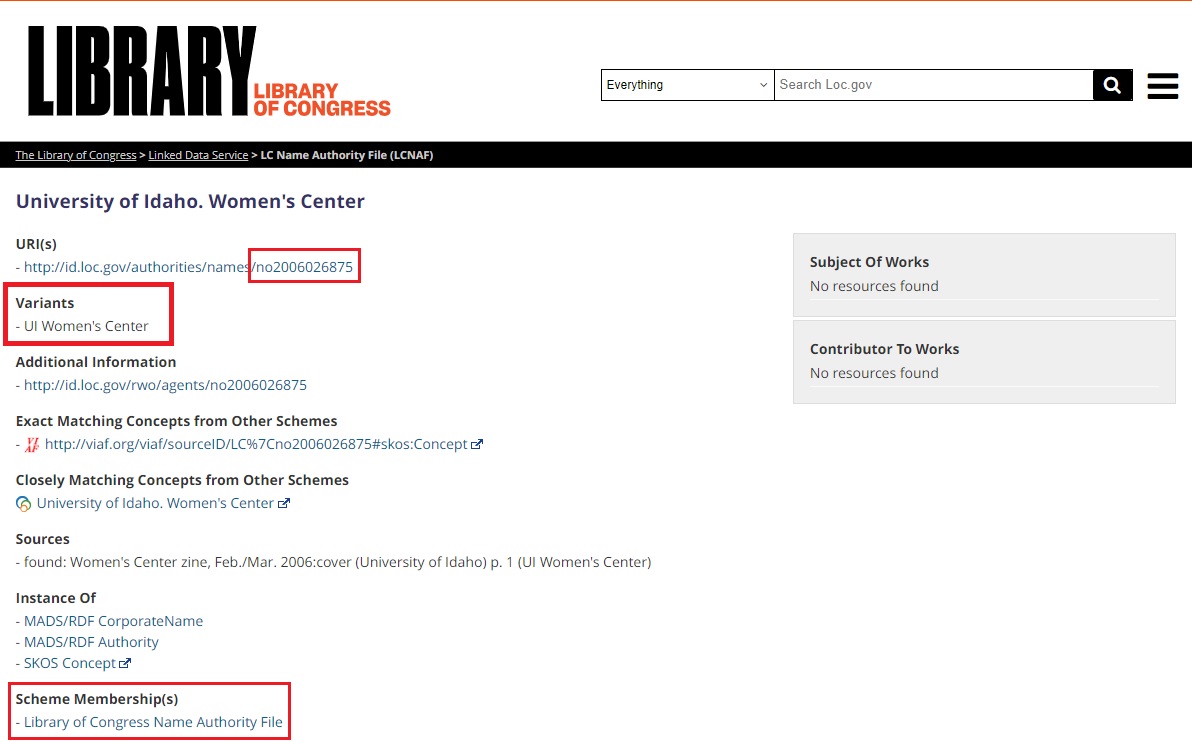 LIBRARY
LIBRARY
OF CONGRESS
Everything
Search Loc.gov
The Library of Congress > Linked Data Service > LC Name Authority File (LCNAF)
University of Idaho. Women's Center
URI(s)
- http://id.loc.gov/authorities/names/no2006026875
Variants
- UI Women's Center
Additional Information
- http://id.loc.gov/rwo/agents/no2006026875
Exact Matching Concepts from Other Schemes
- VIAF http://viaf.org/viaf/sourceID/LC%7Cno2006026875#skos:Concept
Closely Matching Concepts from Other Schemes
University of Idaho. Women's Center
Sources
- found: Women's Center zine, Feb./Mar. 2006:cover (University of Idaho) p. 1 (UI Women's Center)
Instance Of
- MADS/RDF CorporateName
- MADS/RDF Authority
- SKOS Concept
Scheme Membership(s)
- Library of Congress Name Authority File
Subject Of Works
No resources found
Contributor To Works
No resources found